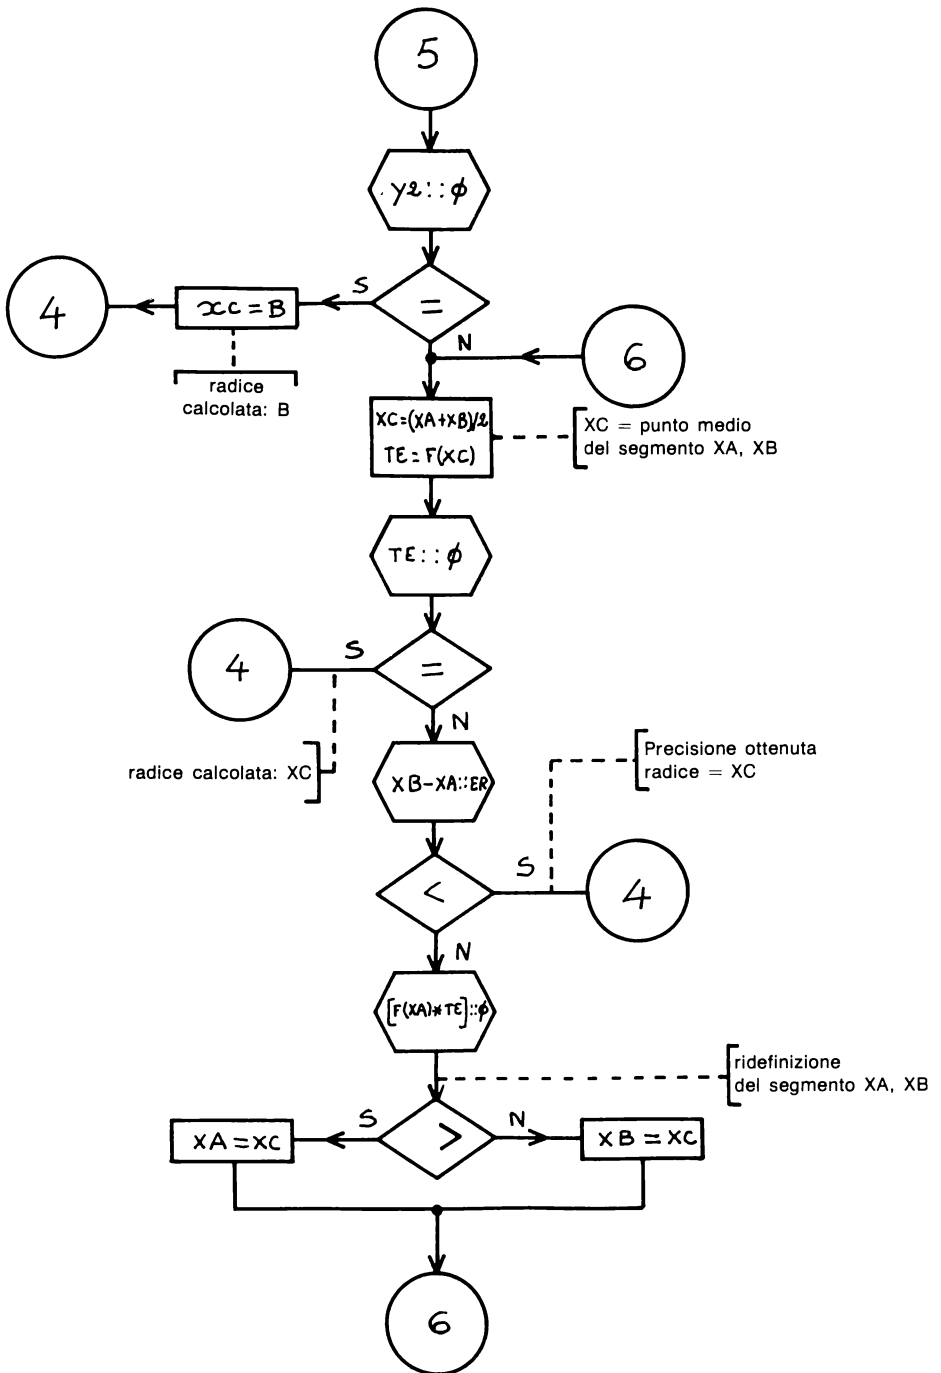 5
Y2::ϕ
S
=
4
XC=B
N
6
radice
calcolata: B
XC=(XA+XB)/2
TE=F(XC)
XC = punto medio
del segmento XA, XB
TE::ϕ
4
S
=
N
radice calcolata: XC
XB-XA::ER
Precisione ottenuta
radice = XC
<
S
4
N
[F(XA)*TE]::ϕ
ridefinizione
del segmento XA, XB
XA=XC
S
>
N
XB=XC
6